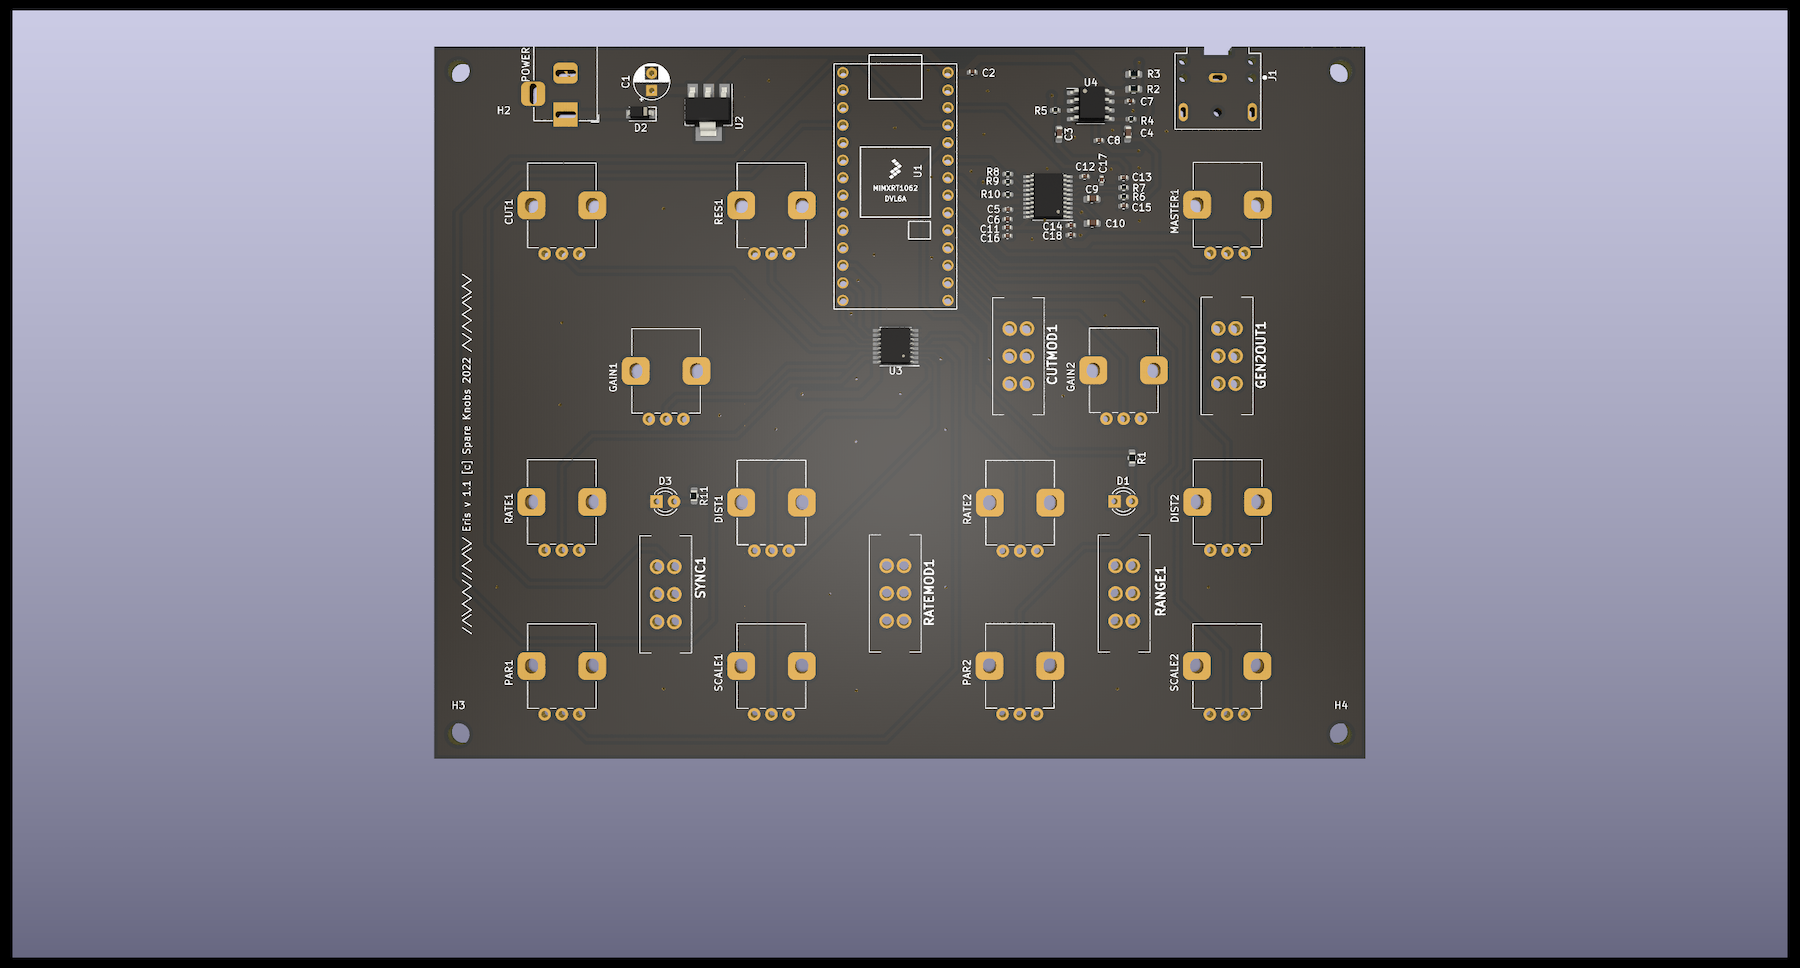 POWER
H2
C1
D2
U2
C2
U1
MIMXRT1062
DVL6A
U4
R3
R2
C7
R5
R4
C3
C4
C8
J1
C17
C12
R8
R9
R10
C13
R7
R6
C15
C9
C5
C6
C11
C16
C14
C18
C10
CUT1
RES1
MASTER1
U3
GAIN1
CUTMOD1
GAIN2
GEN2OUT1
Eris v 1.1 [c] Spare Knobs 2022
R1
RATE1
D3
R11
DIST1
RATE2
D1
DIST2
SYNC1
RATEMOD1
RANGE1
PAR1
SCALE1
PAR2
SCALE2
H3
H4